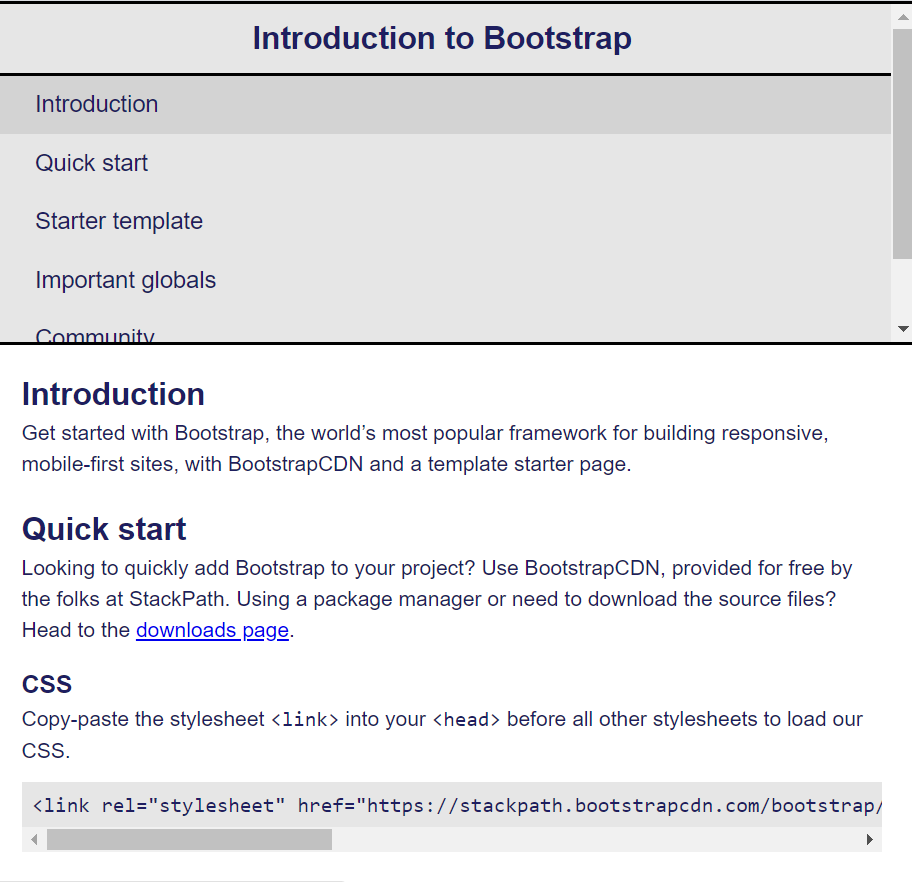 Introduction to Bootstrap
Introduction
Quick start
Starter template
Important globals
Community
Introduction
Get started with Bootstrap, the world’s most popular framework for building responsive,
mobile-first sites, with BootstrapCDN and a template starter page.
Quick start
Looking to quickly add Bootstrap to your project? Use BootstrapCDN, provided for free by
the folks at StackPath. Using a package manager or need to download the source files?
Head to the downloads page.
CSS
Copy-paste the stylesheet <link> into your <head> before all other stylesheets to load our
CSS.
<link rel="stylesheet" href="https://stackpath.bootstrapcdn.com/bootstrap/